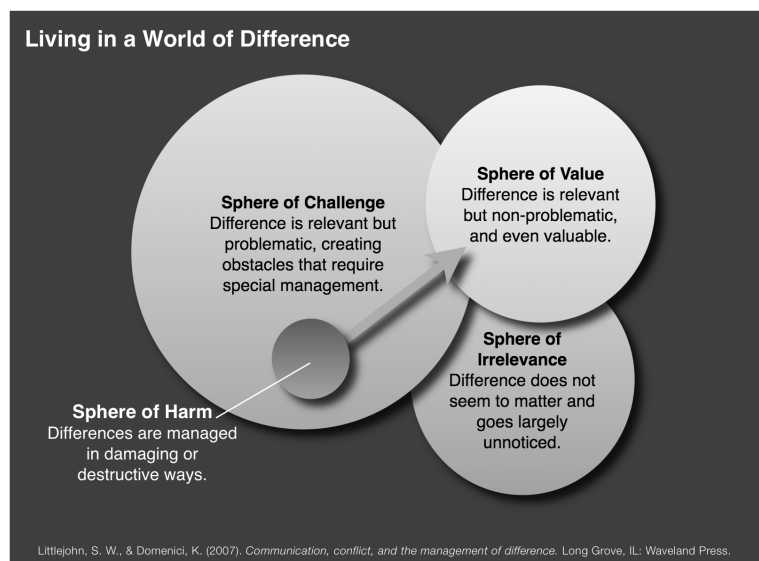 Living in a World of Difference
Sphere of Challenge
Difference is relevant but
problematic, creating
obstacles that require
special management.
Sphere of Value
Difference is relevant
but non-problematic,
and even valuable.
Sphere of
Irrelevance
Difference does not
seem to matter and
goes largely
unnoticed.
Sphere of Harm
Differences are managed
in damaging or
destructive ways.
Littlejohn, S. W., & Domenici, K. (2007). Communication, conflict, and the management of difference. Long Grove, IL: Waveland Press.